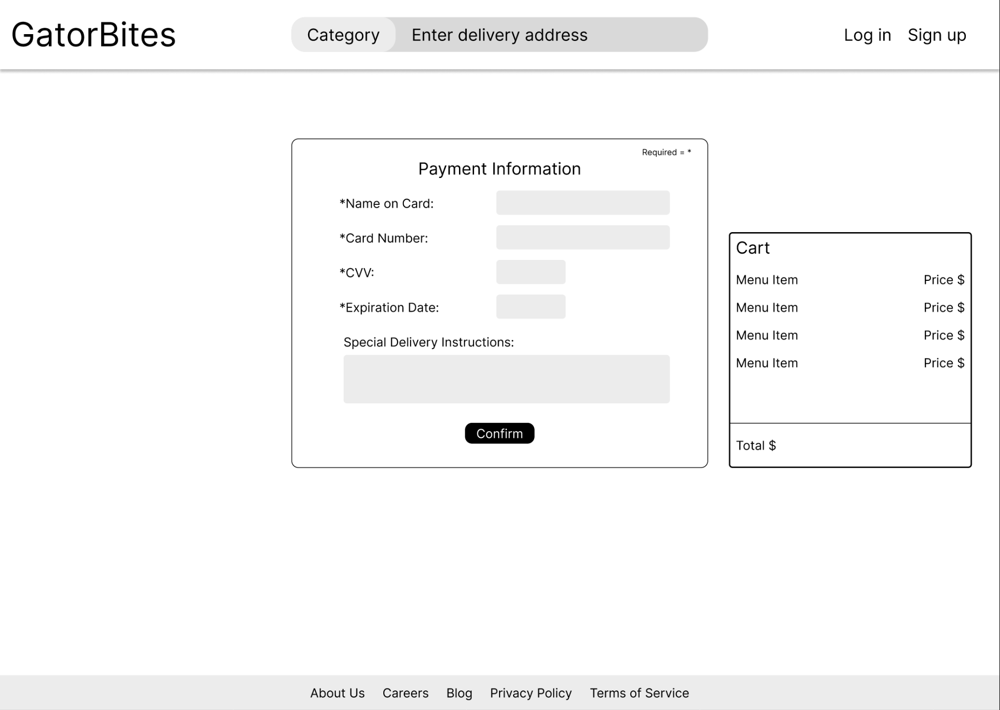 GatorBites
Category
Enter delivery address
Log in
Sign up
Required = *
Payment Information
*Name on Card:
*Card Number:
*CVV:
*Expiration Date:
Special Delivery Instructions:
Confirm
Cart
Menu Item Price $
Menu Item Price $
Menu Item Price $
Menu Item Price $
Total $
About Us Careers Blog Privacy Policy Terms of Service